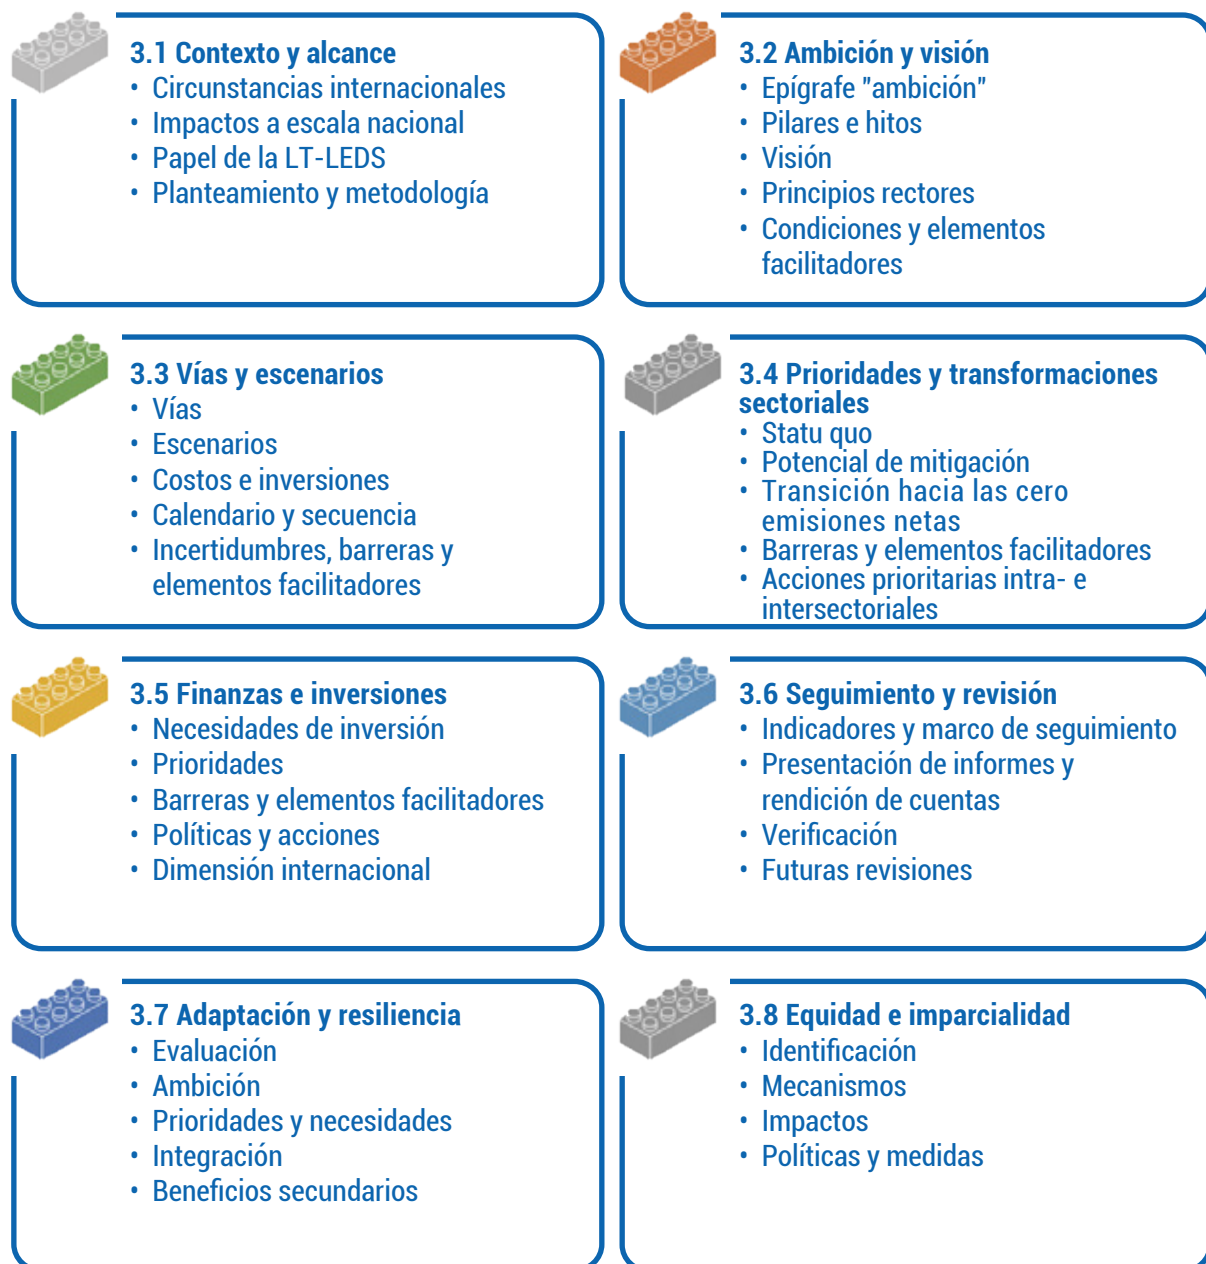 3.1 Contexto y alcance
• Circunstancias internacionales
• Impactos a escala nacional
• Papel de la LT-LEDS
• Planteamiento y metodología
3.2 Ambición y visión
• Epígrafe "ambición"
• Pilares e hitos
• Visión
• Principios rectores
• Condiciones y elementos
facilitadores
3.3 Vías y escenarios
• Vías
• Escenarios
• Costos e inversiones
• Calendario y secuencia
• Incertidumbres, barreras y
elementos facilitadores
3.4 Prioridades y transformaciones
sectoriales
• Statu quo
• Potencial de mitigación
• Transición hacia las cero
emisiones netas
• Barreras y elementos facilitadores
• Acciones prioritarias intra- e
intersectoriales
3.5 Finanzas e inversiones
• Necesidades de inversión
• Prioridades
• Barreras y elementos facilitadores
• Políticas y acciones
• Dimensión internacional
3.6 Seguimiento y revisión
• Indicadores y marco de seguimiento
• Presentación de informes y
rendición de cuentas
• Verificación
• Futuras revisiones
3.7 Adaptación y resiliencia
• Evaluación
• Ambición
• Prioridades y necesidades
• Integración
• Beneficios secundarios
3.8 Equidad e imparcialidad
• Identificación
• Mecanismos
• Impactos
• Políticas y medidas